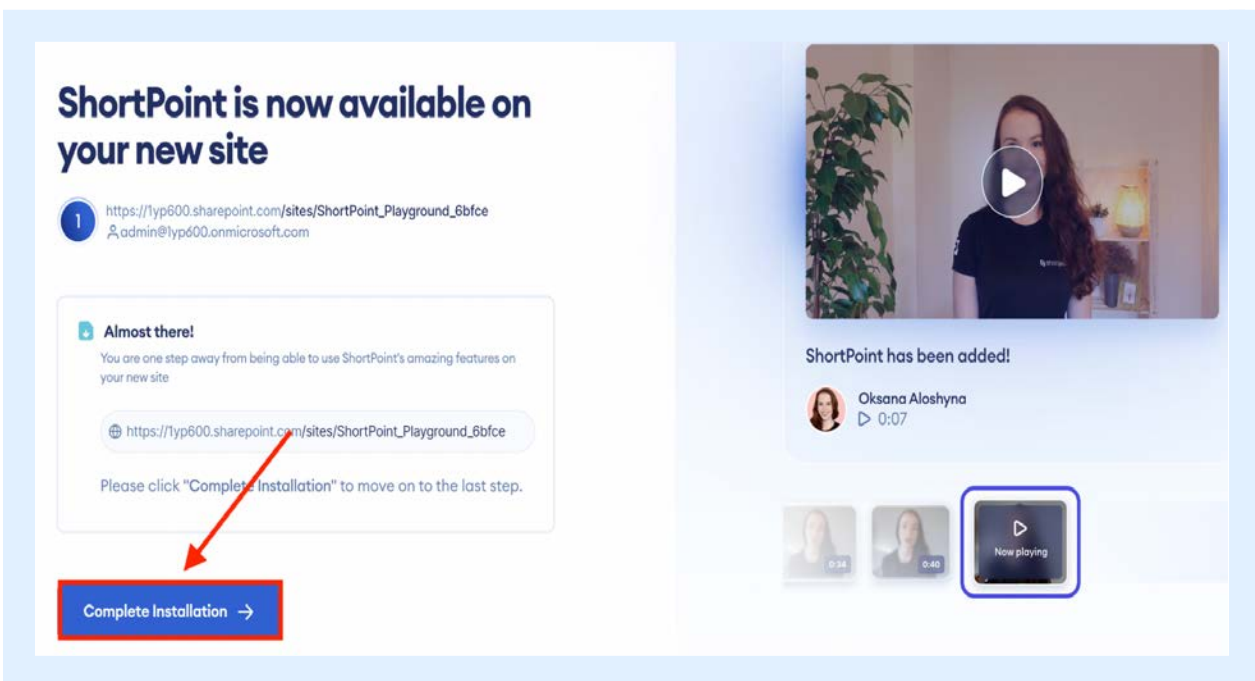 ShortPoint is now available on
your new site
1
https://1yp600.sharepoint.com/sites/ShortPoint_Playground_6bfce
admin@1yp600.onmicrosoft.com
Almost there!
You are one step away from being able to use ShortPoint's amazing features on
your new site
https://1yp600.sharepoint.com/sites/ShortPoint_Playground_6bfce
Please click "Complete Installation" to move on to the last step.
Complete Installation →
ShortPoint has been added!
Oksana Aloshyna
0:07
0:34
0:40
Now playing